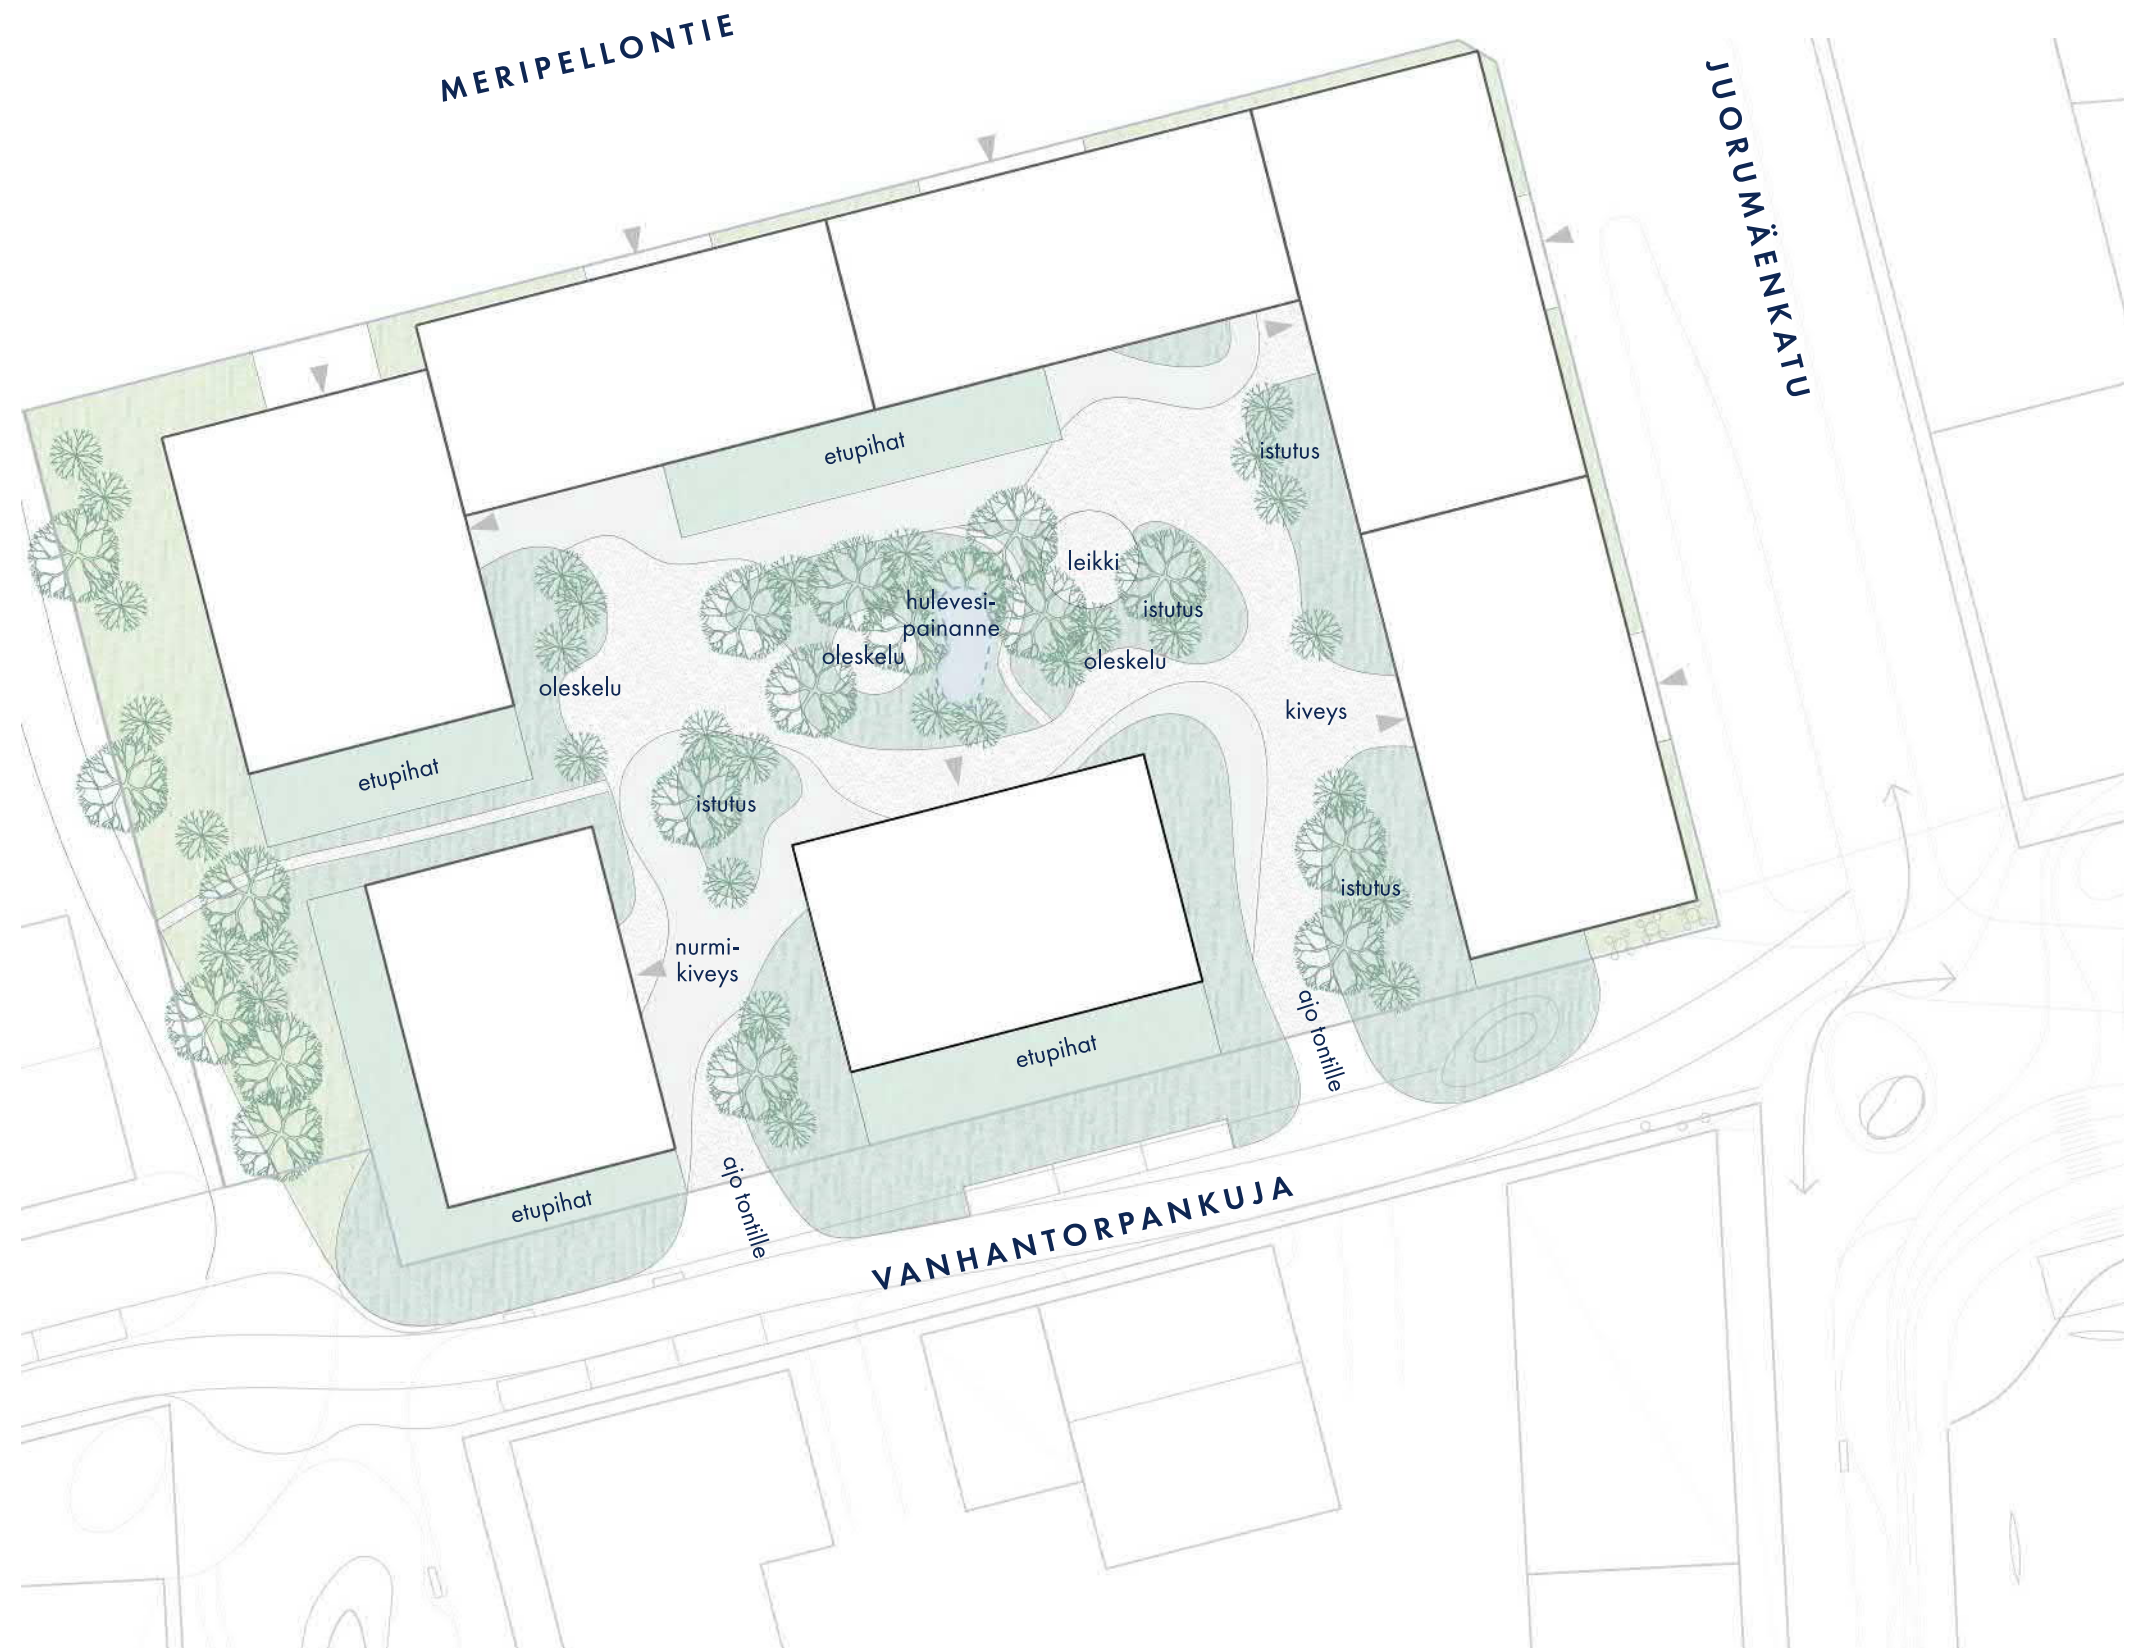 MERIPELLONTIE
JUORUMÄENKATU
etupihat
istutus
leikki
hulevesi-
painanne
istutus
oleskelu
oleskelu
oleskelu
kiveys
etupihat
istutus
istutus
nurmi-
kiveys
ajo tontille
etupihat
ajo tontille
etupihat
VANHANTORPANKUJA